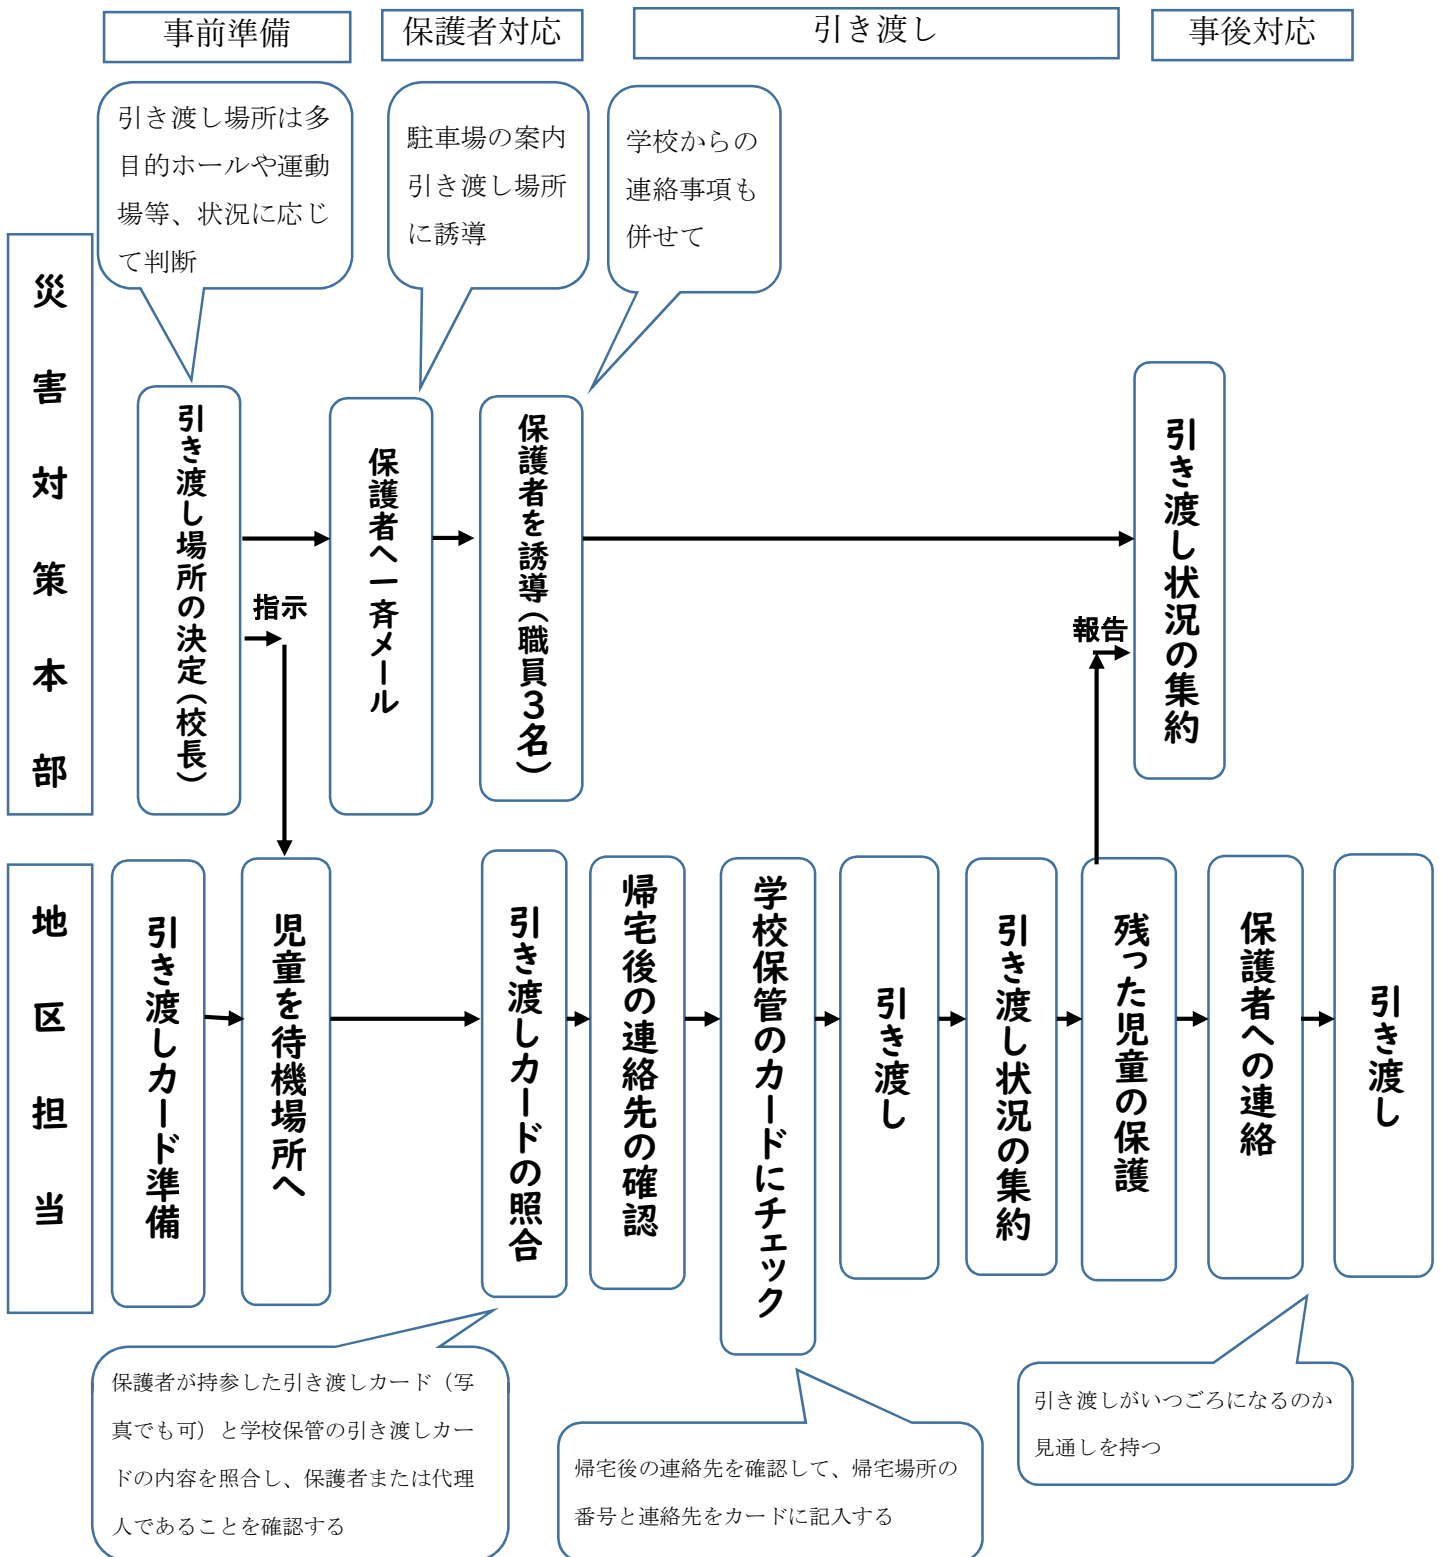 事前準備
保護者対応
引き渡し
事後対応
引き渡し場所は多
目的ホールや運動
場等、状況に応じ
て判断
駐車場の案内
引き渡し場所
に誘導
学校からの
連絡事項も
併せて
災害対策本部
引き渡し場所の決定(校長)
保護者へ一斉メール
保護者を誘導(職員3名)
引き渡し状況の集約
指示
報告
地区担当
引き渡しカード準備
児童を待機場所へ
引き渡しカードの照合
帰宅後の連絡先の確認
学校保管のカードにチェック
引き渡し
引き渡し状況の集約
残った児童の保護
保護者への連絡
引き渡し
保護者が持参した引き渡しカード(写
真でも可)と学校保管の引き渡しカー
ドの内容を照合し、保護者または代理
人であることを確認する
帰宅後の連絡先を確認して、帰宅場所の
番号と連絡先をカードに記入する
引き渡しがいつごろになるのか
見通しを持つ